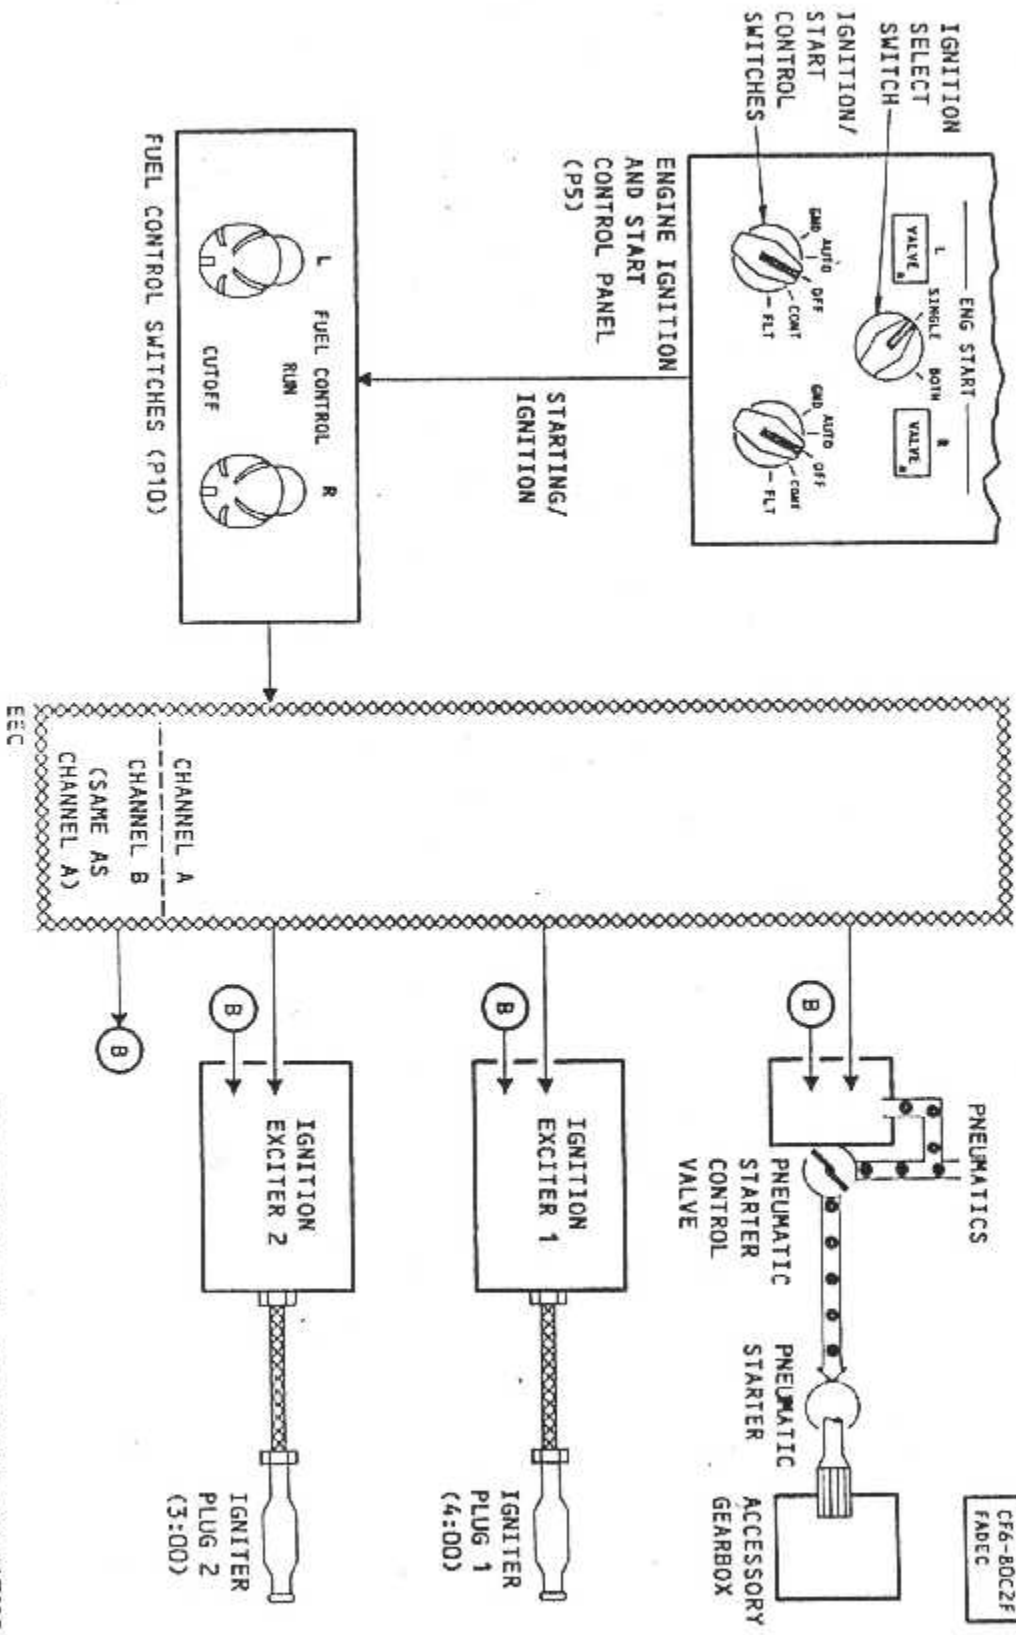 CF6-80C2F
FADEC
IGNITION
SELECT
SWITCH
IGNITION/
START
CONTROL
SWITCHES
ENG START
L
R
VALVE
VALVE
SINGLE
BOTH
GND
AUTO
OFF
CONT
FLT
GND
AUTO
OFF
CONT
FLT
ENGINE IGNITION
AND START
CONTROL PANEL
(P5)
STARTING/
IGNITION
L
R
FUEL CONTROL
RUN
CUTOFF
FUEL CONTROL SWITCHES (P10)
CHANNEL A
CHANNEL B
(SAME AS
CHANNEL A)
EEC
PNEUMATICS
B
PNEUMATIC
STARTER
CONTROL
VALVE
PNEUMATIC
STARTER
ACCESSORY
GEARBOX
B
IGNITION
EXCITER 1
IGNITER
PLUG 1
(4:00)
B
IGNITION
EXCITER 2
IGNITER
PLUG 2
(3:00)
B